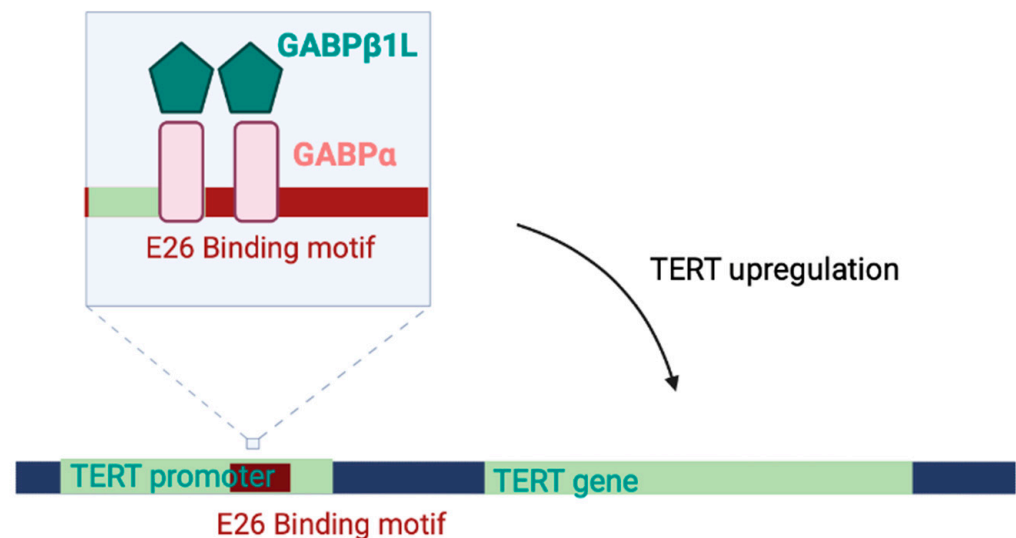 GABPβ1L
GABPα
E26 Binding motif
TERT upregulation
TERT promoter
TERT gene
E26 Binding motif